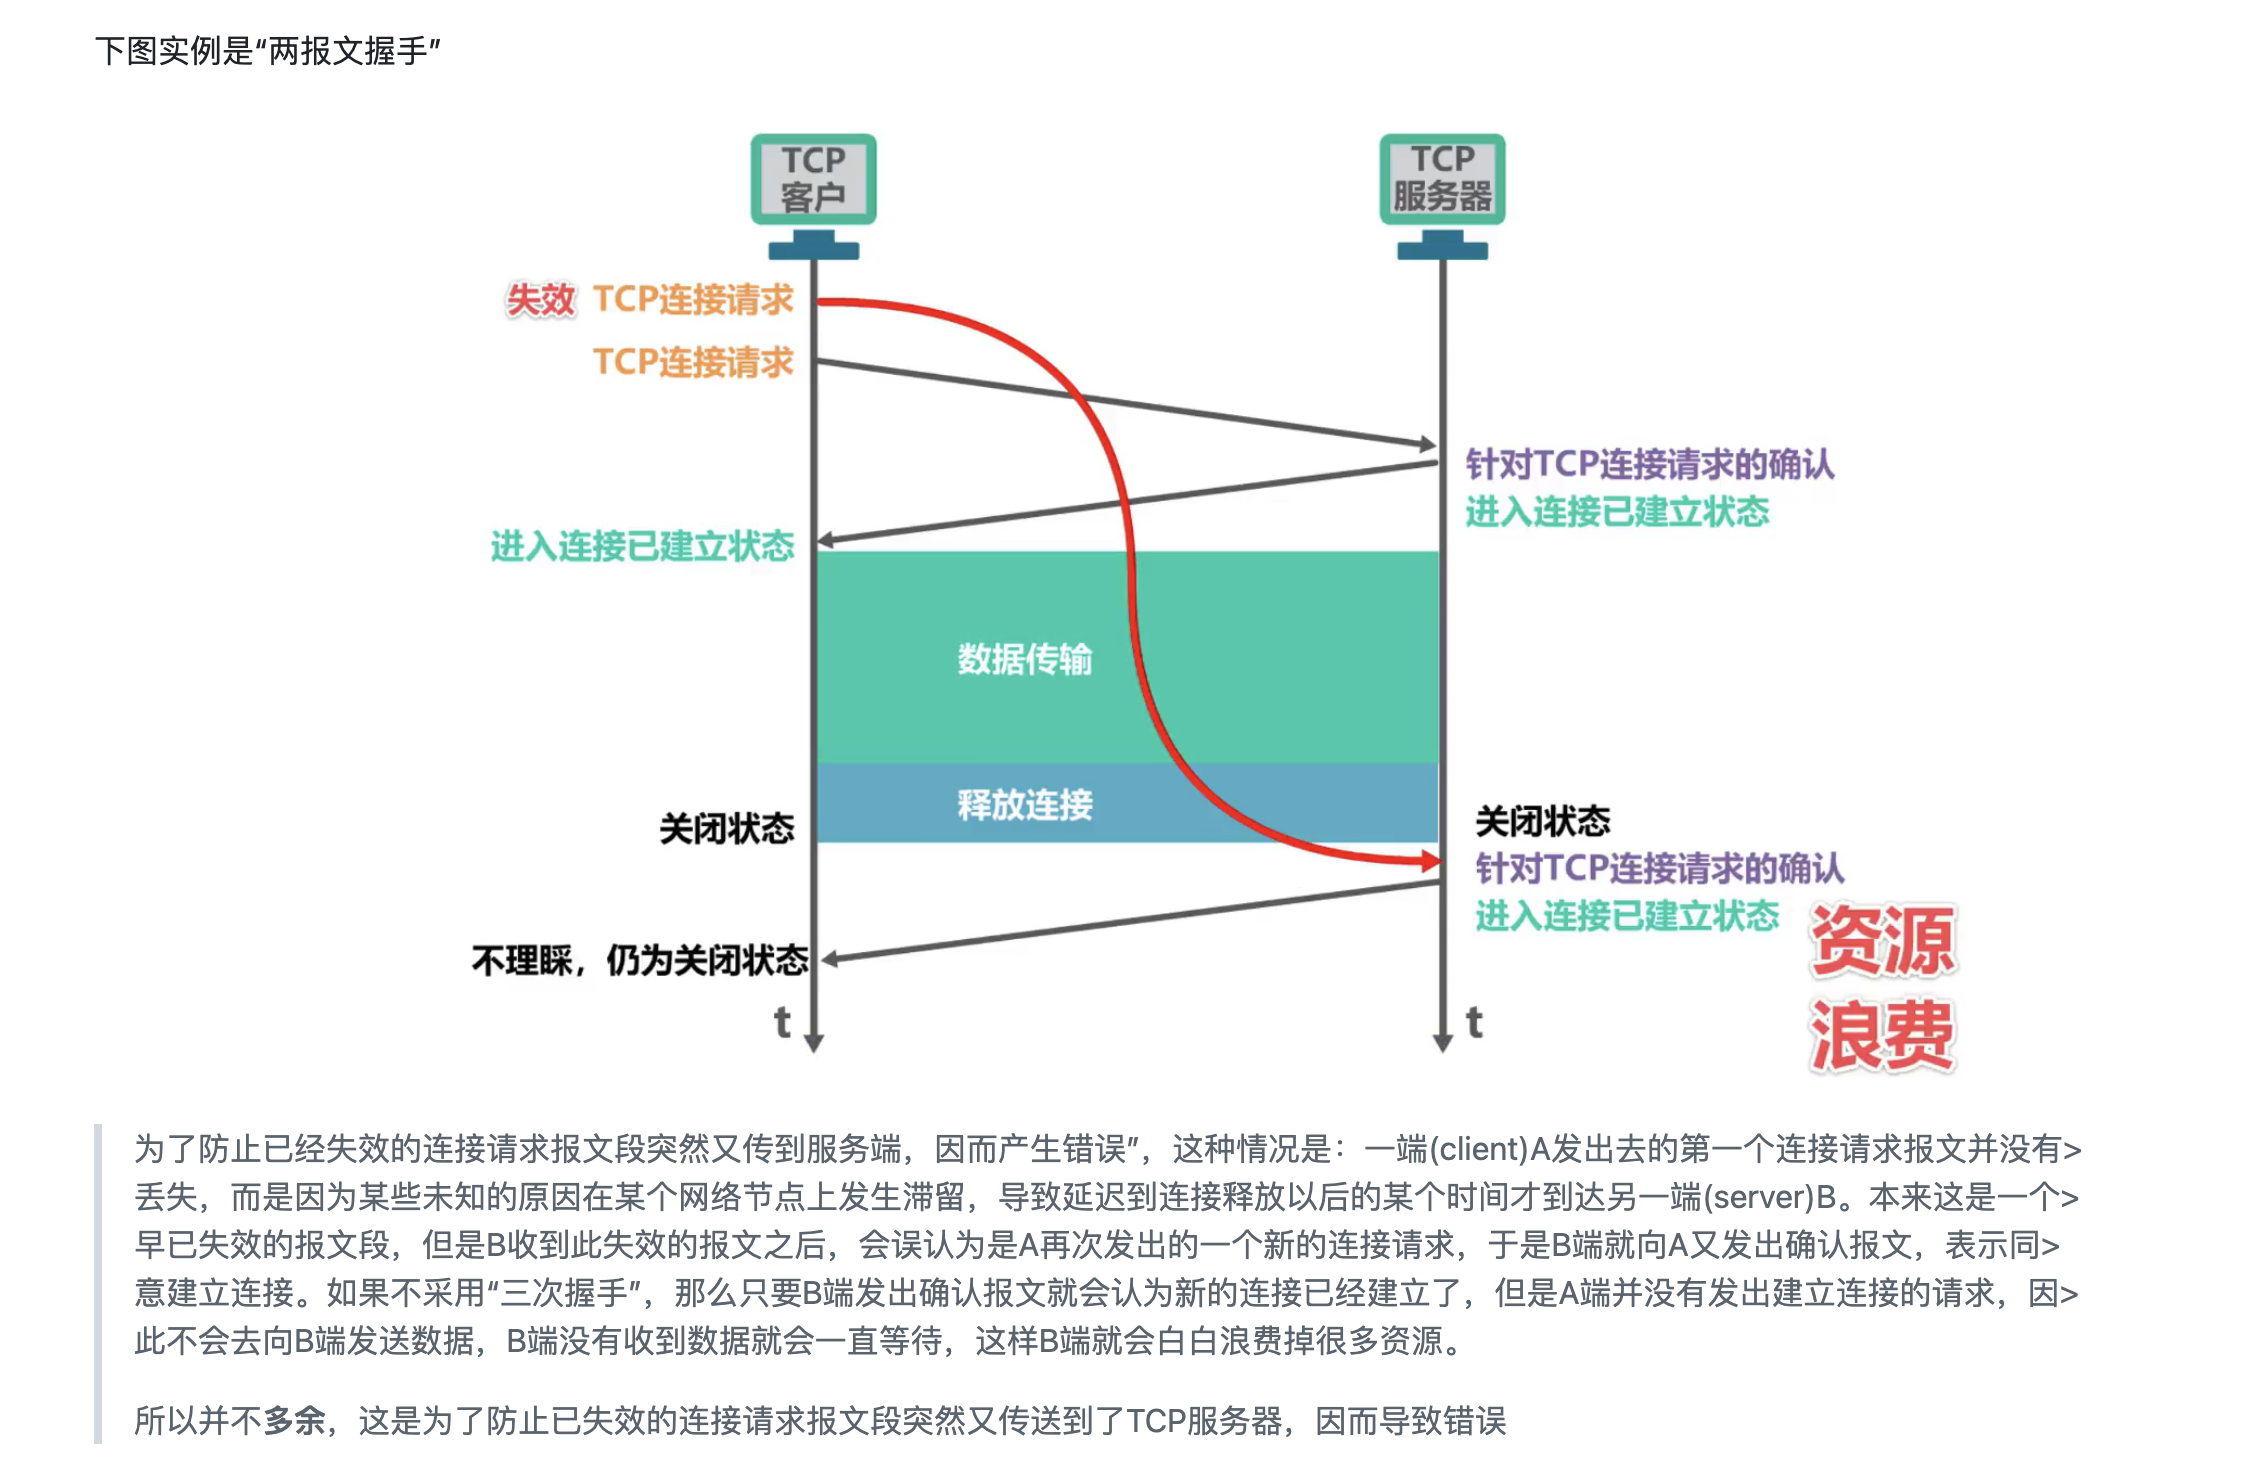 下图实例是“两报文握手”
TCP
客户
TCP
服务器
失效 TCP连接请求
TCP连接请求
针对TCP连接请求的确认
进入连接已建立状态
进入连接已建立状态
数据传输
释放连接
关闭状态
关闭状态
针对TCP连接请求的确认
进入连接已建立状态
资源
浪费
不理睬，仍为关闭状态
t
t
为了防止已经失效的连接请求报文段突然又传到服务端，因而产生错误”，这种情况是：一端(client)A发出去的第一个连接请求报文并没有>
丢失，而是因为某些未知的原因在某个网络节点上发生滞留，导致延迟到连接释放以后的某个时间才到达另一端(server)B。本来这是一个>
早已失效的报文段，但是B收到此失效的报文之后，会误认为是A再次发出的一个新的连接请求，于是B端就向A又发出确认报文，表示同>
意建立连接。如果不采用“三次握手”，那么只要B端发出确认报文就会认为新的连接已经建立了，但是A端并没有发出建立连接的请求，因>
此不会去向B端发送数据，B端没有收到数据就会一直等待，这样B端就会白白浪费掉很多资源。
所以并不多余，这是为了防止已失效的连接请求报文段突然又传送到了TCP服务器，因而导致错误